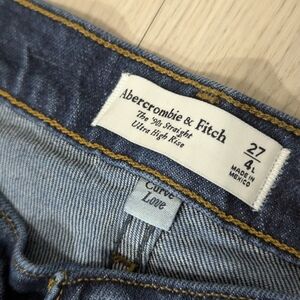 Abercrombie & Fitch
The '90s Straight
Ultra High Rise
27
4 L
MADE IN
MEXICO
Curve
Love